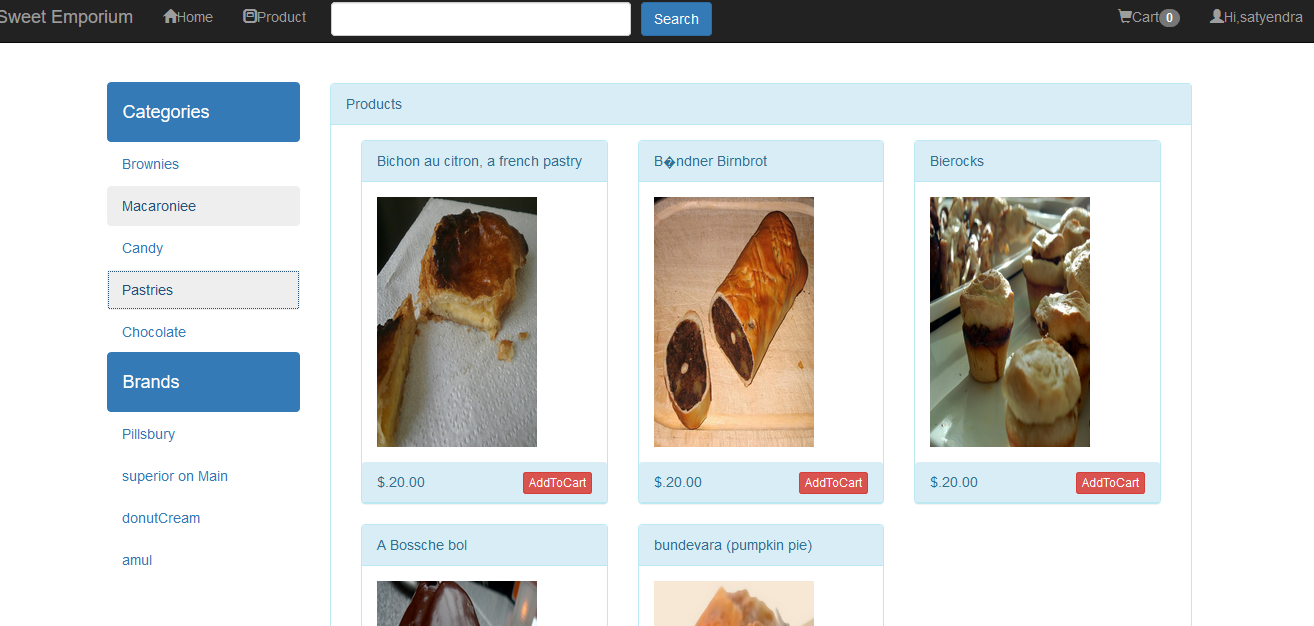 Sweet Emporium Home Product Search Cart 0 Hi,satyendra
Categories
Brownies
Macaroniee
Candy
Pastries
Chocolate
Brands
Pillsbury
superior on Main
donutCream
amul
Products
Bichon au citron, a french pastry
$.20.00 AddToCart
B�ndner Birnbrot
$.20.00 AddToCart
Bierocks
$.20.00 AddToCart
A Bossche bol
bundevara (pumpkin pie)